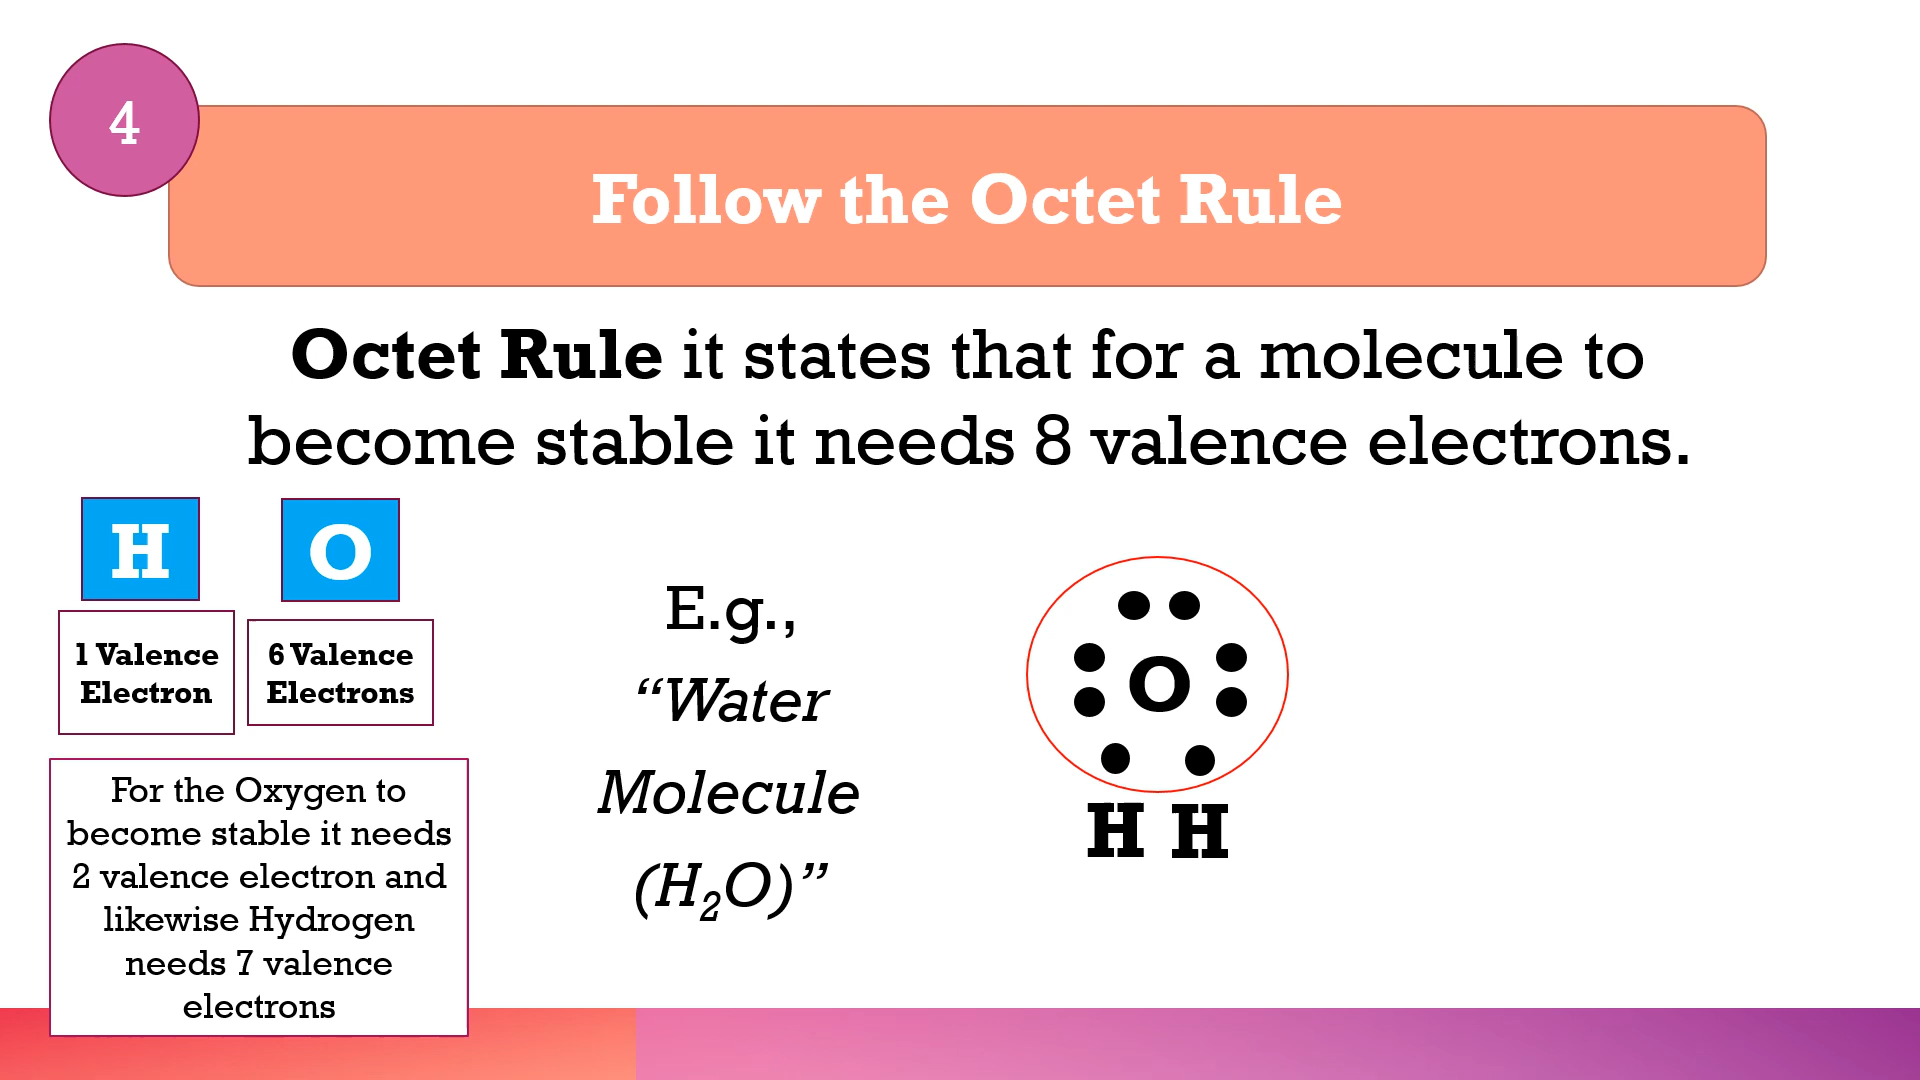 4
Follow the Octet Rule
Octet Rule it states that for a molecule to
become stable it needs 8 valence electrons.
H
O
1 Valence
Electron
6 Valence
Electrons
For the Oxygen to
become stable it needs
2 valence electron and
likewise Hydrogen
needs 7 valence
electrons
E.g.,
“Water
Molecule
(H₂O)”
O
H H